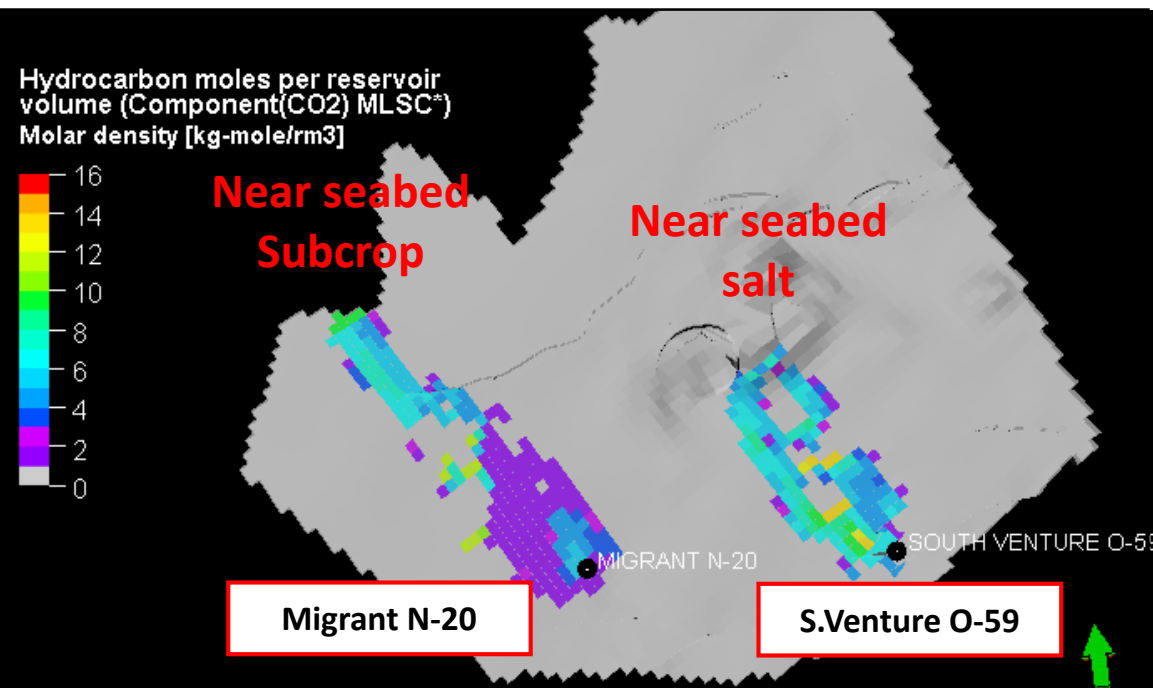 Hydrocarbon moles per reservoir
volume (Component(CO2) MLSC*)
Molar density [kg-mole/rm3]
16
14
12
10
8
6
4
2
0
Near seabed
Subcrop
Near seabed
salt
MIGRANT N-20
SOUTH VENTURE O-59
Migrant N-20
S.Venture O-59